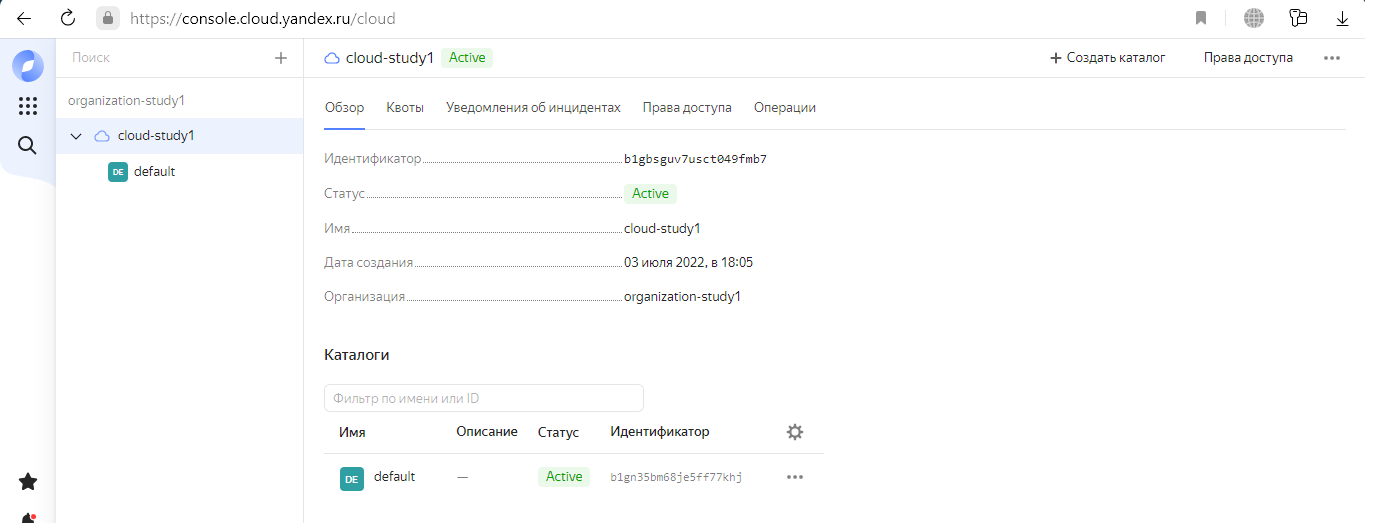 https://console.cloud.yandex.ru/cloud
Поиск
organization-study1
cloud-study1
DE default
cloud-study1 Active
Создать каталог Права доступа
Обзор Квоты Уведомления об инцидентах Права доступа Операции
Идентификатор b1gbsguv7usct049fmb7
Статус Active
Имя cloud-study1
Дата создания 03 июля 2022, в 18:05
Организация organization-study1
Каталоги
Фильтр по имени или ID
Имя Описание Статус Идентификатор
DE default — Active b1gn35bm68je5ff77khj